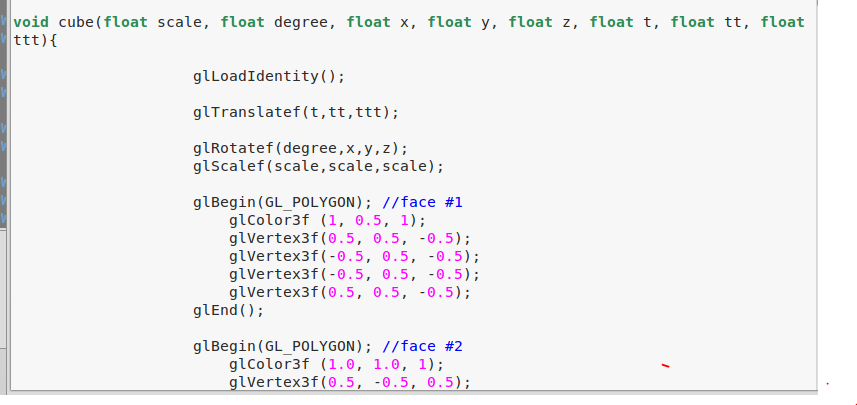 void cube(float scale, float degree, float x, float y, float z, float t, float tt, float
ttt){
glLoadIdentity();
glTranslatef(t,tt,ttt);
glRotatef(degree,x,y,z);
glScalef(scale,scale,scale);
glBegin(GL_POLYGON); //face #1
glColor3f (1, 0.5, 1);
glVertex3f(0.5, 0.5, -0.5);
glVertex3f(-0.5, 0.5, -0.5);
glVertex3f(-0.5, 0.5, -0.5);
glVertex3f(0.5, 0.5, -0.5);
glEnd();
glBegin(GL_POLYGON); //face #2
glColor3f (1.0, 1.0, 1);
glVertex3f(0.5, -0.5, 0.5);